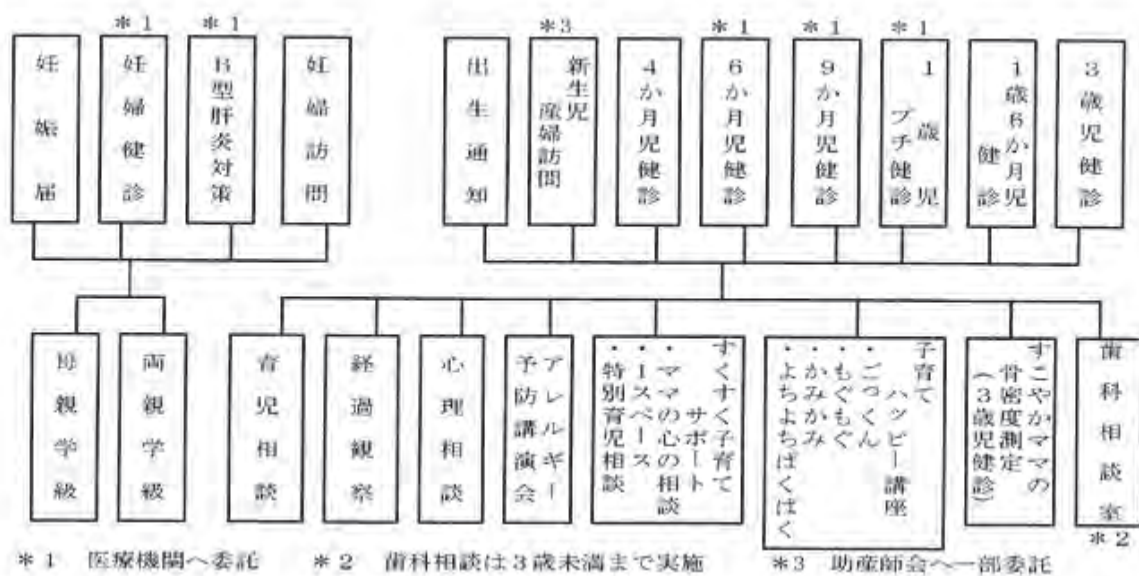 ＊1
＊1
＊3
＊1
＊1
＊1
妊娠届
妊婦健診
B型肝炎対策
妊婦訪問
出生通知
新生児
産婦訪問
4か月児健診
6か月児健診
9か月児健診
1歳児
プチ健診
1歳6か月児
健診
3歳児健診
母親学級
両親学級
育児相談
経過観察
心理相談
アレルギー
予防講演会
すくすく子育て
サポート
・ママの心の相談
・Iスペース
・特別育児相談
子育て
ハッピー講座
・ごっくん
・もぐもぐ
・かみかみ
・よちよちぱくぱく
すこやかママの
骨密度測定
（3歳児健診）
歯科相談室
＊2
＊1 医療機関へ委託 ＊2 歯科相談は3歳未満まで実施 ＊3 助産師会へ一部委託